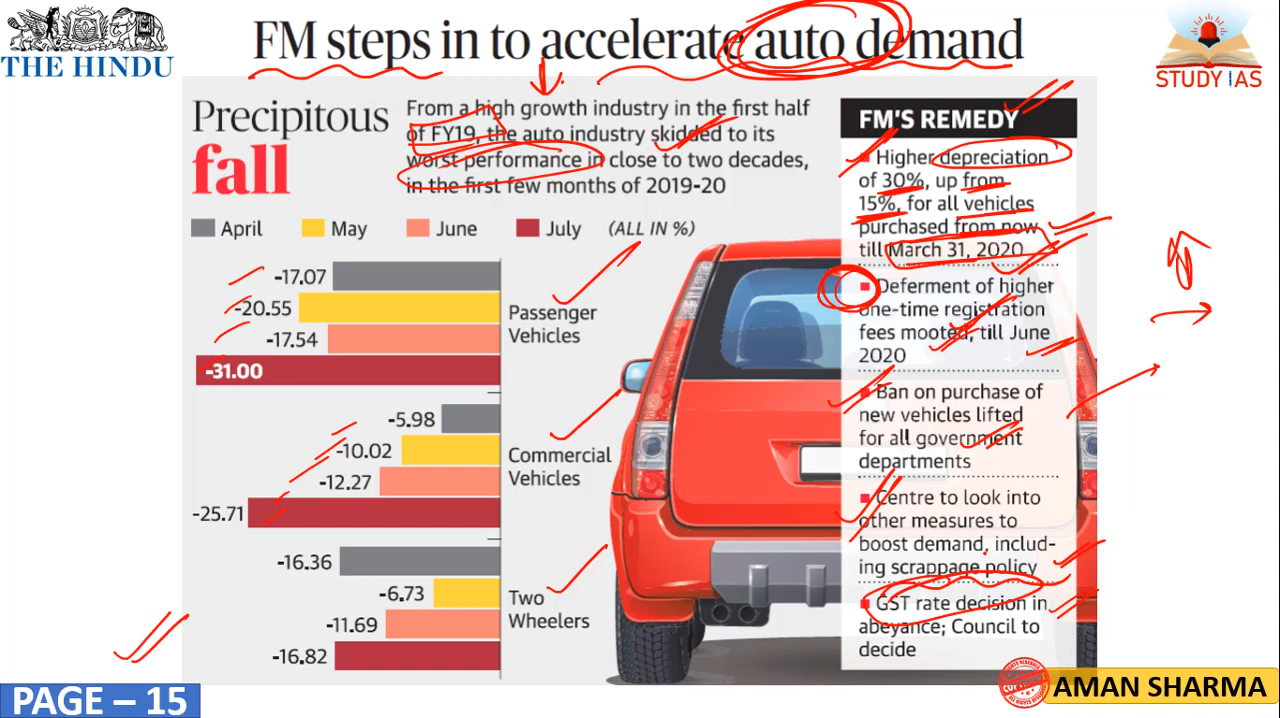 FM steps in to accelerate auto demand
THE HINDU
STUDY IAS
Precipitous
fall
From a high growth industry in the first half
of FY19, the auto industry skidded to its
worst performance in close to two decades,
in the first few months of 2019-20
April May June July (ALL IN %)
-17.07
-20.55
-17.54
-31.00
Passenger
Vehicles
-5.98
-10.02
-12.27
-25.71
Commercial
Vehicles
-16.36
-6.73
-11.69
-16.82
Two
Wheelers
FM'S REMEDY
Higher depreciation
of 30%, up from
15%, for all vehicles
purchased from now
till March 31, 2020
Deferment of higher
one-time registration
fees mooted, till June
2020
Ban on purchase of
new vehicles lifted
for all government
departments
Centre to look into
other measures to
boost demand, includ-
ing scrappage policy
GST rate decision in
abeyance; Council to
decide
PAGE – 15
AMAN SHARMA